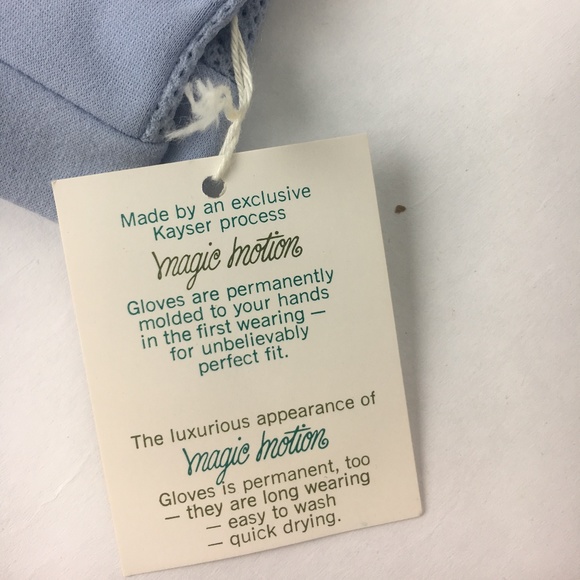 Made by an exclusive
Kayser process
magic motion
Gloves are permanently
molded to your hands
in the first wearing —
for unbelievably
perfect fit.
The luxurious appearance of
magic motion
Gloves is permanent, too
— they are long wearing
— easy to wash
— quick drying.